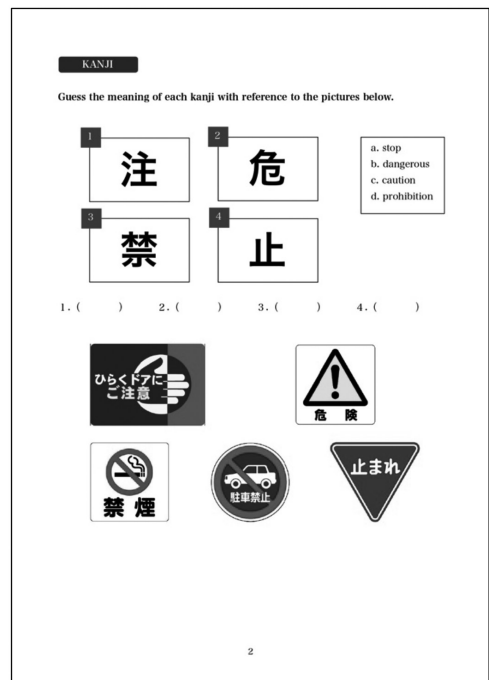 KANJI
Guess the meaning of each kanji with reference to the pictures below.
1
注
2
危
a. stop
b. dangerous
c. caution
d. prohibition
3
禁
4
止
1. (          )     2. (          )     3. (          )     4. (          )
ひらくドアに
ご注意
危 険
禁 煙
駐車禁止
止まれ
2